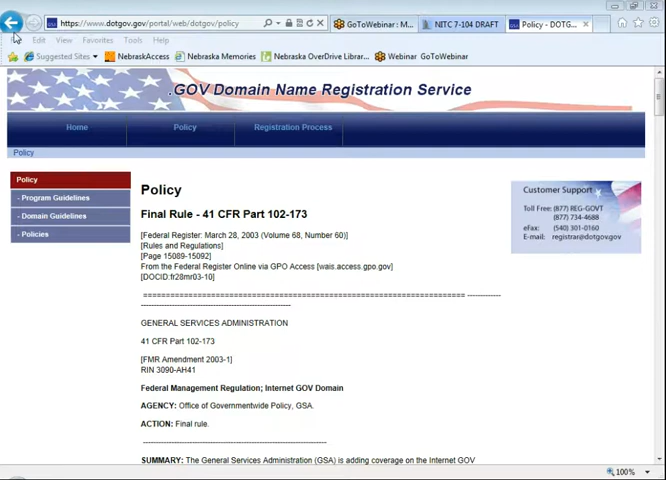 https://www.dotgov.gov/portal/web/dotgov/policy
GoToWebinar : M...
NITC 7-104 DRAFT
Policy - DOTG...
Edit View Favorites Tools Help
Suggested Sites
NebraskAccess
Nebraska Memories
Nebraska OverDrive Librar...
Webinar GoToWebinar
.GOV Domain Name Registration Service
Home
Policy
Registration Process
Policy
Policy
- Program Guidelines
- Domain Guidelines
- Policies
Policy
Final Rule - 41 CFR Part 102-173
[Federal Register: March 28, 2003 (Volume 68, Number 60)]
[Rules and Regulations]
[Page 15089-15092]
From the Federal Register Online via GPO Access [wais.access.gpo.gov]
[DOCID:fr28mr03-10]
GENERAL SERVICES ADMINISTRATION
41 CFR Part 102-173
[FMR Amendment 2003-1]
RIN 3090-AH41
Federal Management Regulation; Internet GOV Domain
AGENCY: Office of Governmentwide Policy, GSA.
ACTION: Final rule.
SUMMARY: The General Services Administration (GSA) is adding coverage on the Internet GOV
Customer Support
Toll Free: (877) REG-GOVT
(877) 734-4688
eFax: (540) 301-0160
E-mail: registrar@dotgov.gov
100%